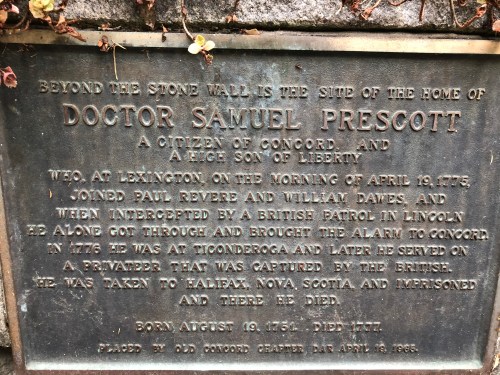 BEYOND THE STONE WALL IS THE SITE OF THE HOME OF
DOCTOR SAMUEL PRESCOTT
A CITIZEN OF CONCORD, AND
A HIGH SON OF LIBERTY
WHO, AT LEXINGTON, ON THE MORNING OF APRIL 19, 1775,
JOINED PAUL REVERE AND WILLIAM DAWES, AND
WHEN INTERCEPTED BY A BRITISH PATROL IN LINCOLN
HE ALONE GOT THROUGH AND BROUGHT THE ALARM TO CONCORD.
IN 1776 HE WAS AT TICONDEROGA AND LATER HE SERVED ON
A PRIVATEER THAT WAS CAPTURED BY THE BRITISH.
HE WAS TAKEN TO HALIFAX, NOVA SCOTIA AND IMPRISONED
AND THERE HE DIED.
BORN, AUGUST 19, 1751. DIED 1777.
PLACED BY OLD CONCORD CHAPTER DAR APRIL 19,